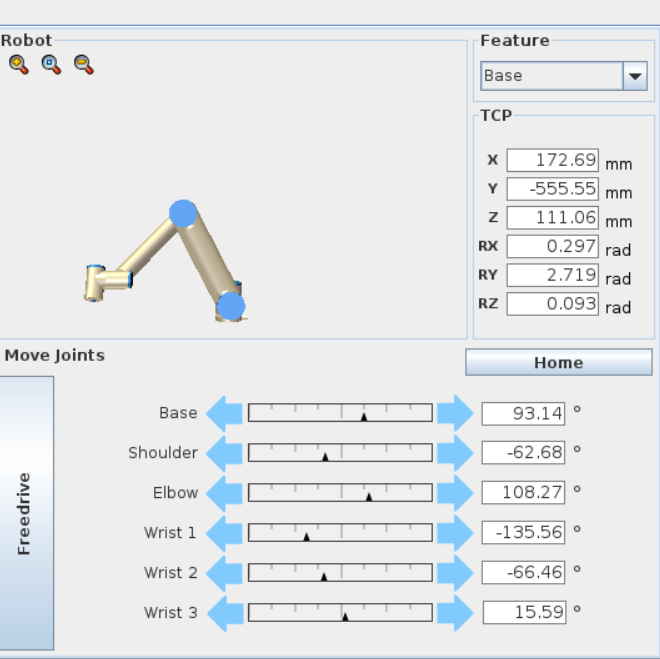 Robot
Feature
Base
TCP
X 172.69 mm
Y -555.55 mm
Z 111.06 mm
RX 0.297 rad
RY 2.719 rad
RZ 0.093 rad
Move Joints
Home
Freedrive
Base 93.14 °
Shoulder -62.68 °
Elbow 108.27 °
Wrist 1 -135.56 °
Wrist 2 -66.46 °
Wrist 3 15.59 °